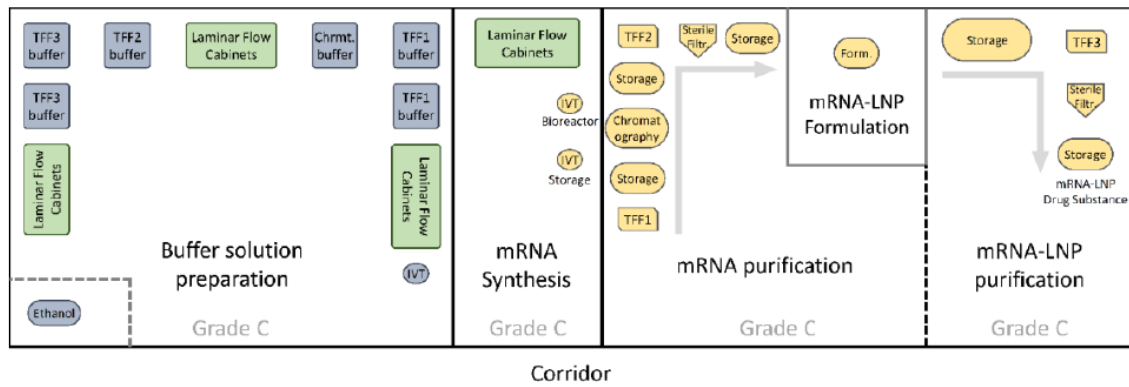 TFF3
buffer
TFF2
buffer
Laminar Flow
Cabinets
Chrmt.
buffer
TFF1
buffer
TFF3
buffer
TFF1
buffer
Laminar Flow
Cabinets
Laminar Flow
Cabinets
IVT
Buffer solution
preparation
Ethanol
Grade C
Laminar Flow
Cabinets
IVT
Bioreactor
IVT
Storage
mRNA
Synthesis
Grade C
TFF2
Sterile
Filtr.
Storage
Storage
Chromat
ography
Storage
TFF1
mRNA purification
Grade C
Form.
mRNA-LNP
Formulation
Storage
TFF3
Sterile
Filtr.
Storage
mRNA-LNP
Drug Substance
mRNA-LNP
purification
Grade C
Corridor